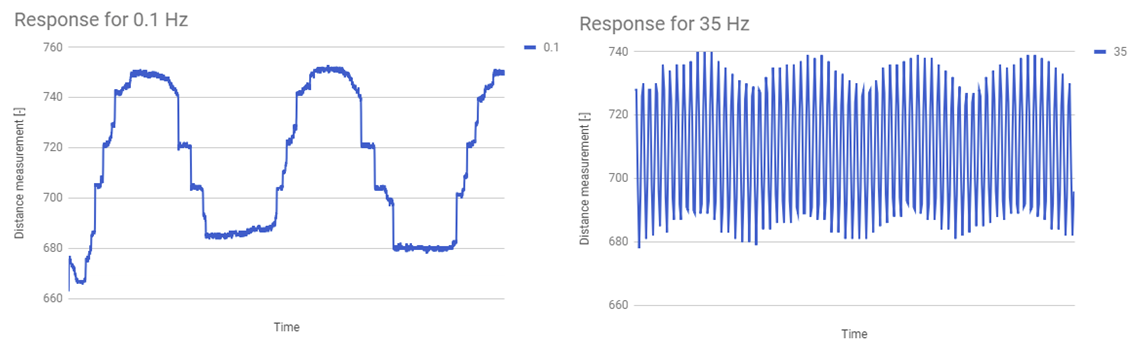 Response for 0.1 Hz
760
740
720
700
680
660
Distance measurement [-]
Time
0.1
Response for 35 Hz
740
720
700
680
660
Distance measurement [-]
Time
35